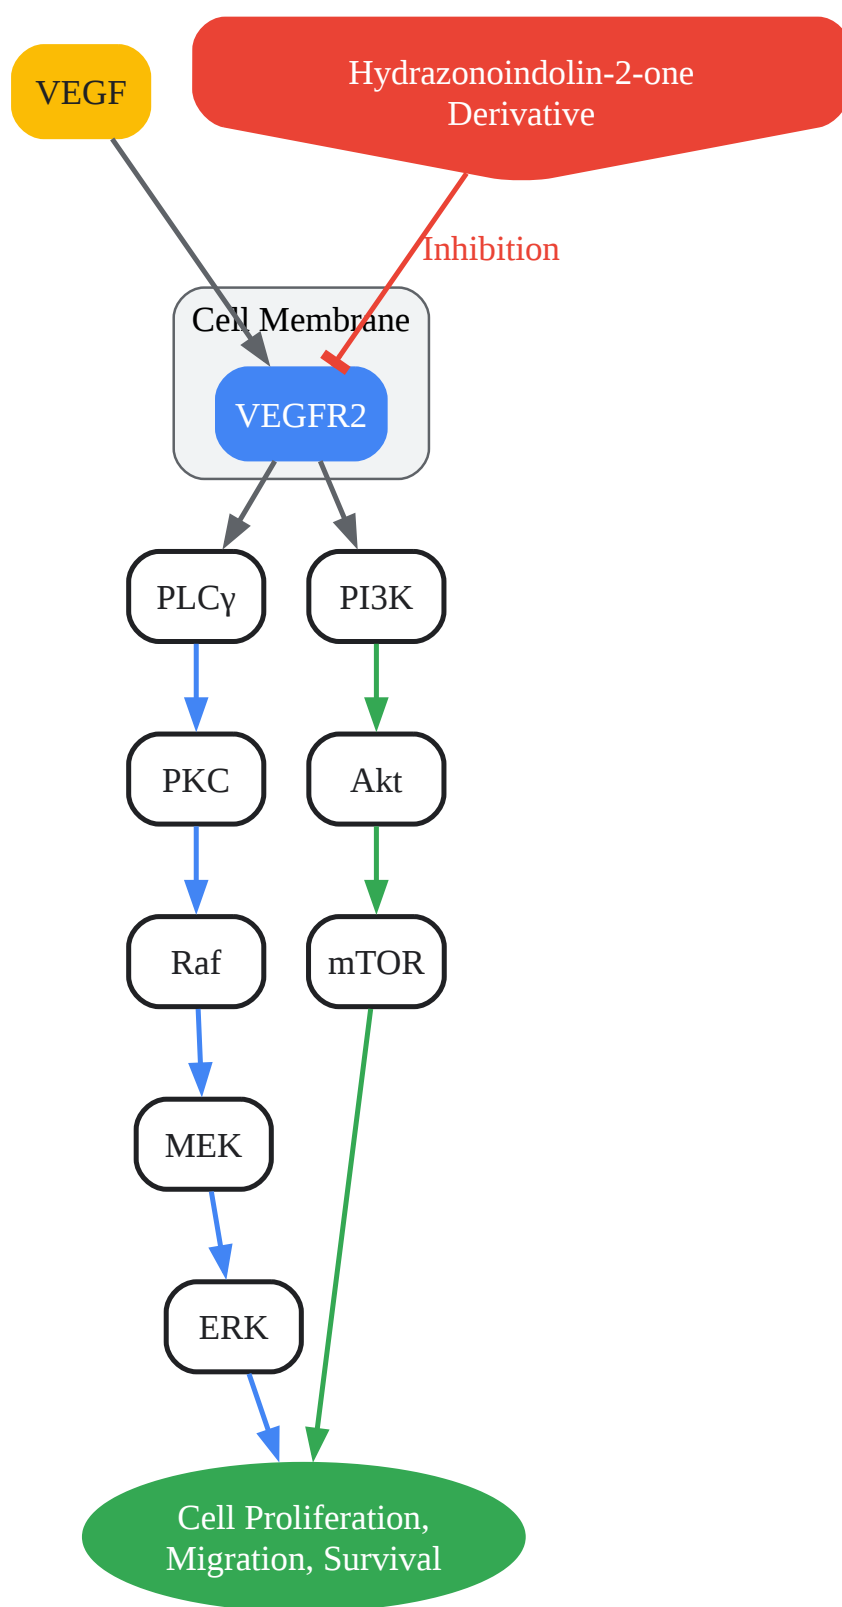 VEGF
Hydrazonoindolin-2-one
Derivative
Inhibition
Cell Membrane
VEGFR2
PLCγ
PI3K
PKC
Akt
Raf
mTOR
MEK
ERK
Cell Proliferation,
Migration, Survival